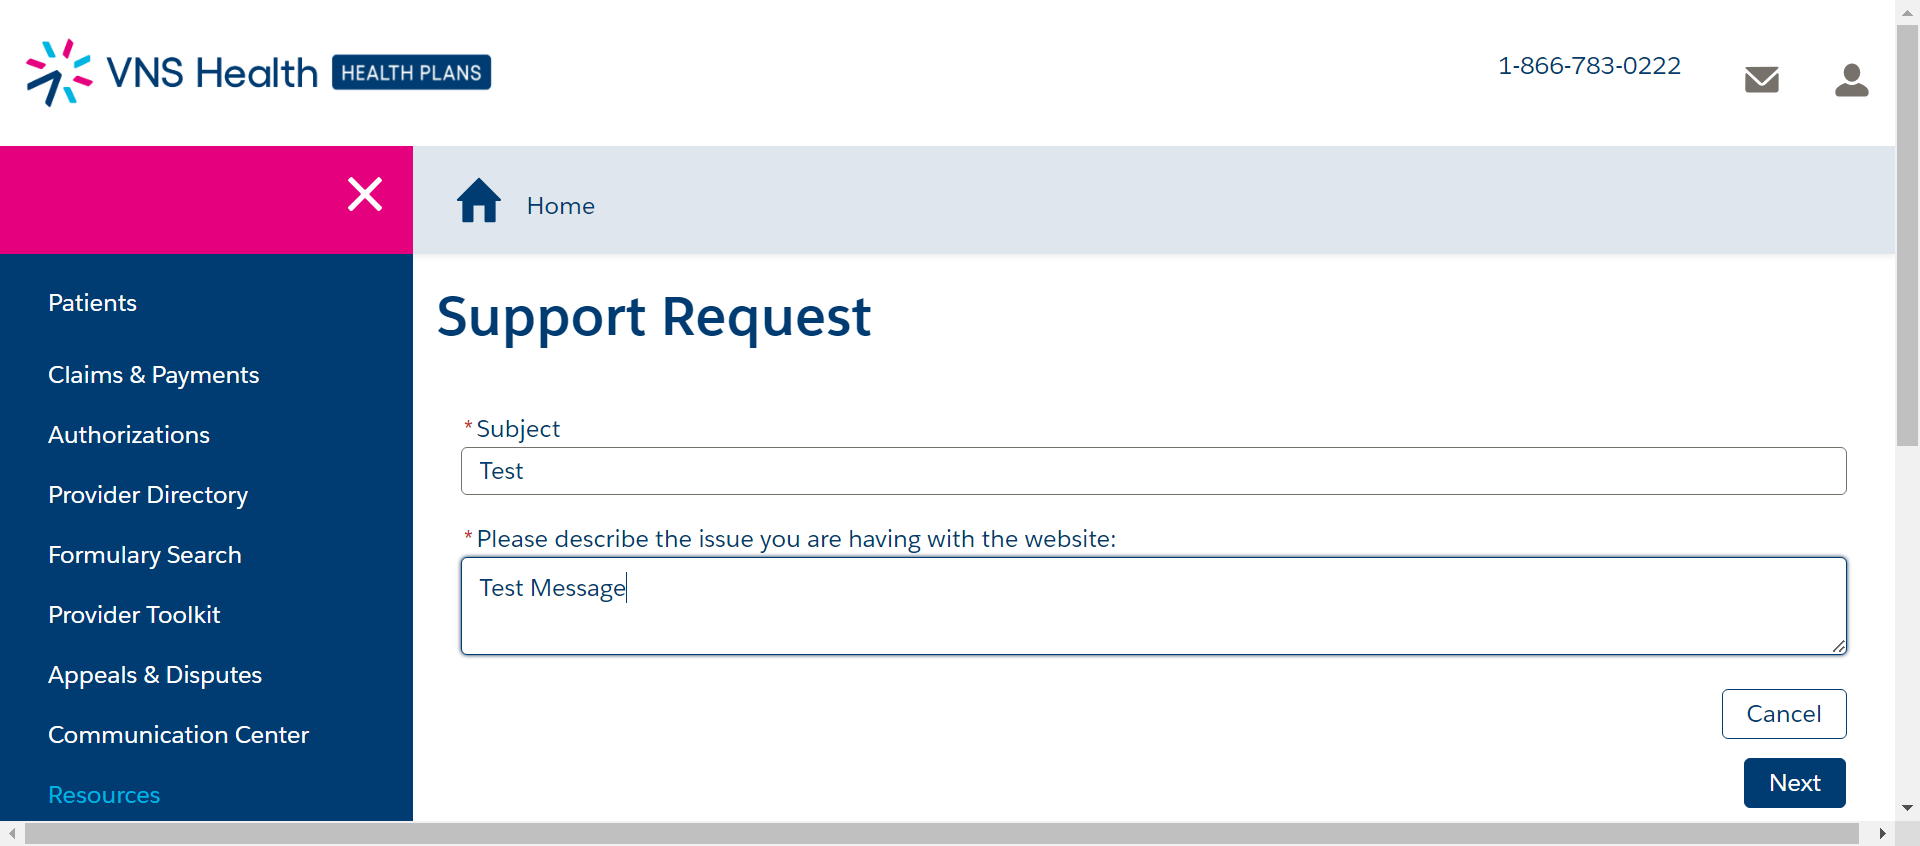 VNS Health HEALTH PLANS
1-866-783-0222
Home
Patients
Claims & Payments
Authorizations
Provider Directory
Formulary Search
Provider Toolkit
Appeals & Disputes
Communication Center
Resources
Support Request
*Subject
Test
*Please describe the issue you are having with the website:
Test Message
Cancel
Next